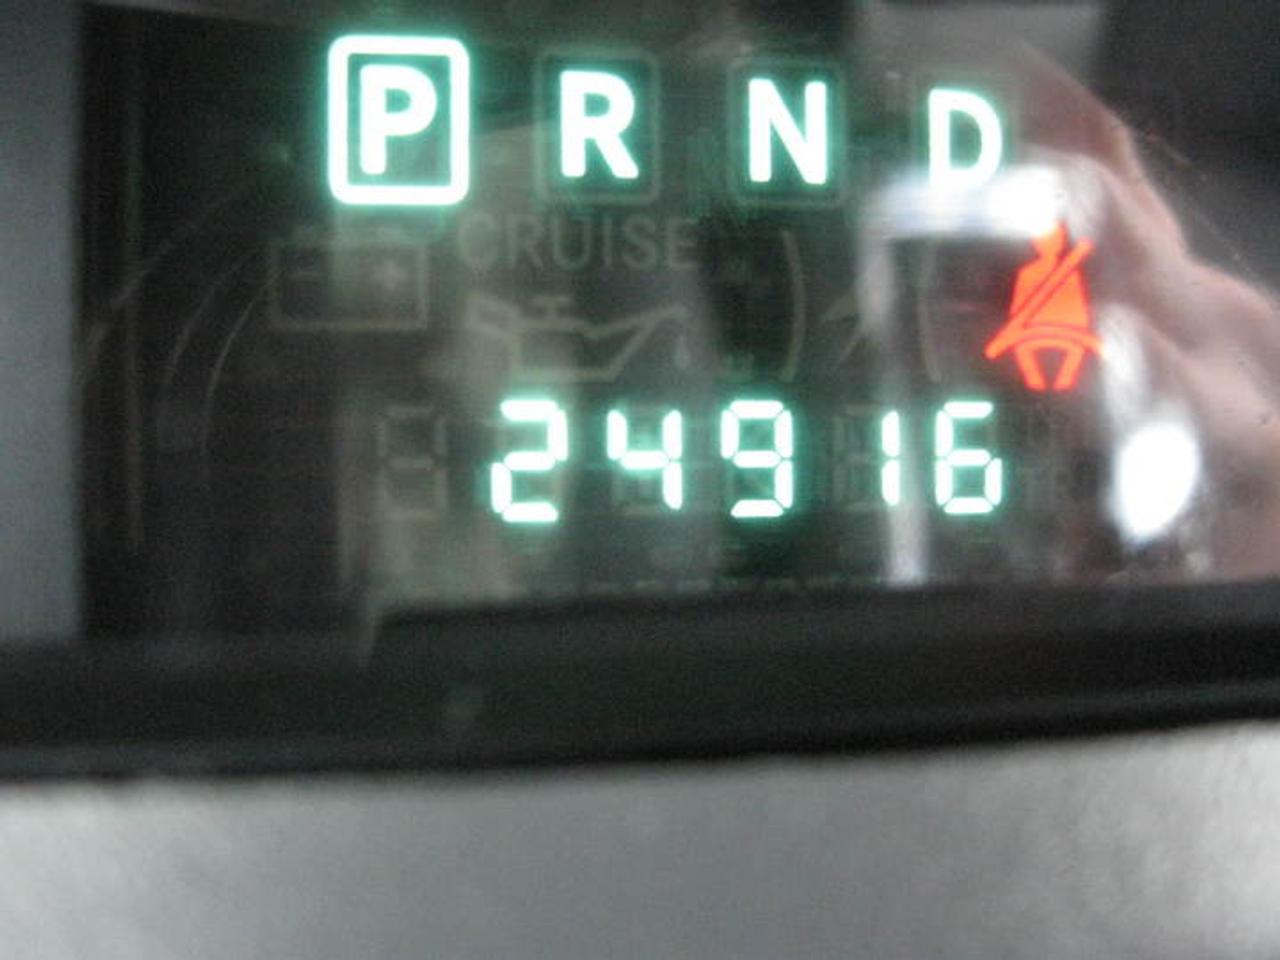 P R N D
CRUISE
- +
24916